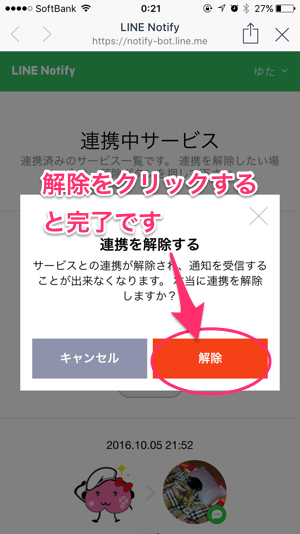 SoftBank 0:21 27%
LINE Notify
https://notify-bot.line.me
LINE Notify ゆた
連携中サービス
連携済みのサービス一覧です。 連携を解除したい場
解除をクリックする
と完了です
連携を解除する
サービスとの連携が解除され、通知を受信する
ことが出来なくなります。 本当に連携を解除
しますか？
キャンセル 解除
2016.10.05 21:52